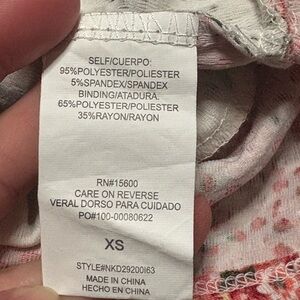 SELF/CUERPO:
95%POLYESTER/POLIESTER
5%SPANDEX/SPANDEX
BINDING/ATADURA.
65%POLYESTER/POLIESTER
35%RAYON/RAYON
RN#15600
CARE ON REVERSE
VERAL DORSO PARA CUIDADO
PO#100-00080622
XS
STYLE#NKD29200I63
MADE IN CHINA
HECHO EN CHINA